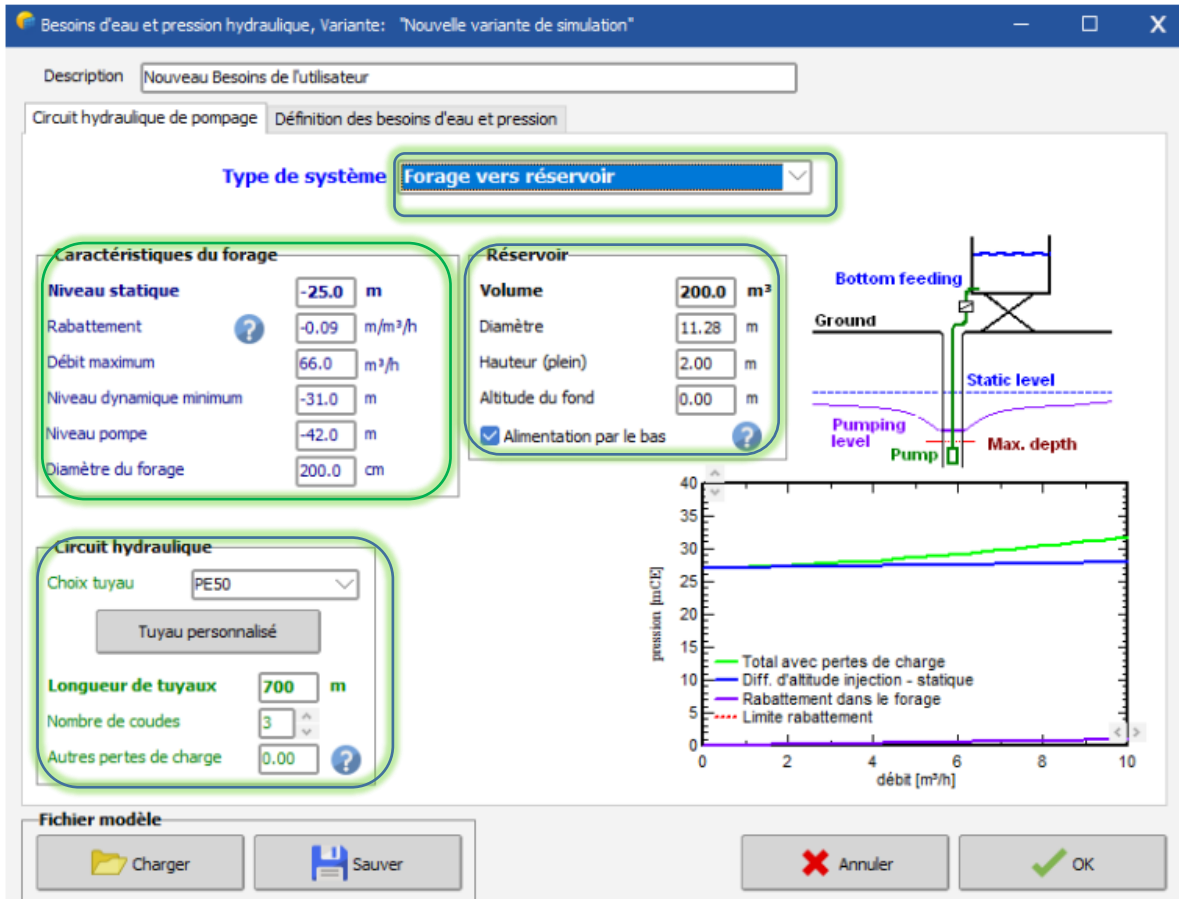 Besoins d'eau et pression hydraulique, Variante: "Nouvelle variante de simulation"
Description Nouveau Besoins de l'utilisateur
Circuit hydraulique de pompage Définition des besoins d'eau et pression
Type de système Forage vers réservoir
Caractéristiques du forage
Niveau statique -25.0 m
Rabattement ? -0.09 m/m³/h
Débit maximum 66.0 m³/h
Niveau dynamique minimum -31.0 m
Niveau pompe -42.0 m
Diamètre du forage 200.0 cm
Réservoir
Volume 200.0 m³
Diamètre 11.28 m
Hauteur (plein) 2.00 m
Altitude du fond 0.00 m
Alimentation par le bas ?
Bottom feeding
Ground
Static level
Pumping
level
Max. depth
Pump
Circuit hydraulique
Choix tuyau PE50
Tuyau personnalisé
Longueur de tuyaux 700 m
Nombre de coudes 3
Autres pertes de charge 0.00 ?
pression [mCE]
40
35
30
25
20
15
10
5
0
Total avec pertes de charge
Diff. d'altitude injection - statique
Rabattement dans le forage
Limite rabattement
0 2 4 6 8 10
débit [m³/h]
Fichier modèle
Charger Sauver Annuler OK